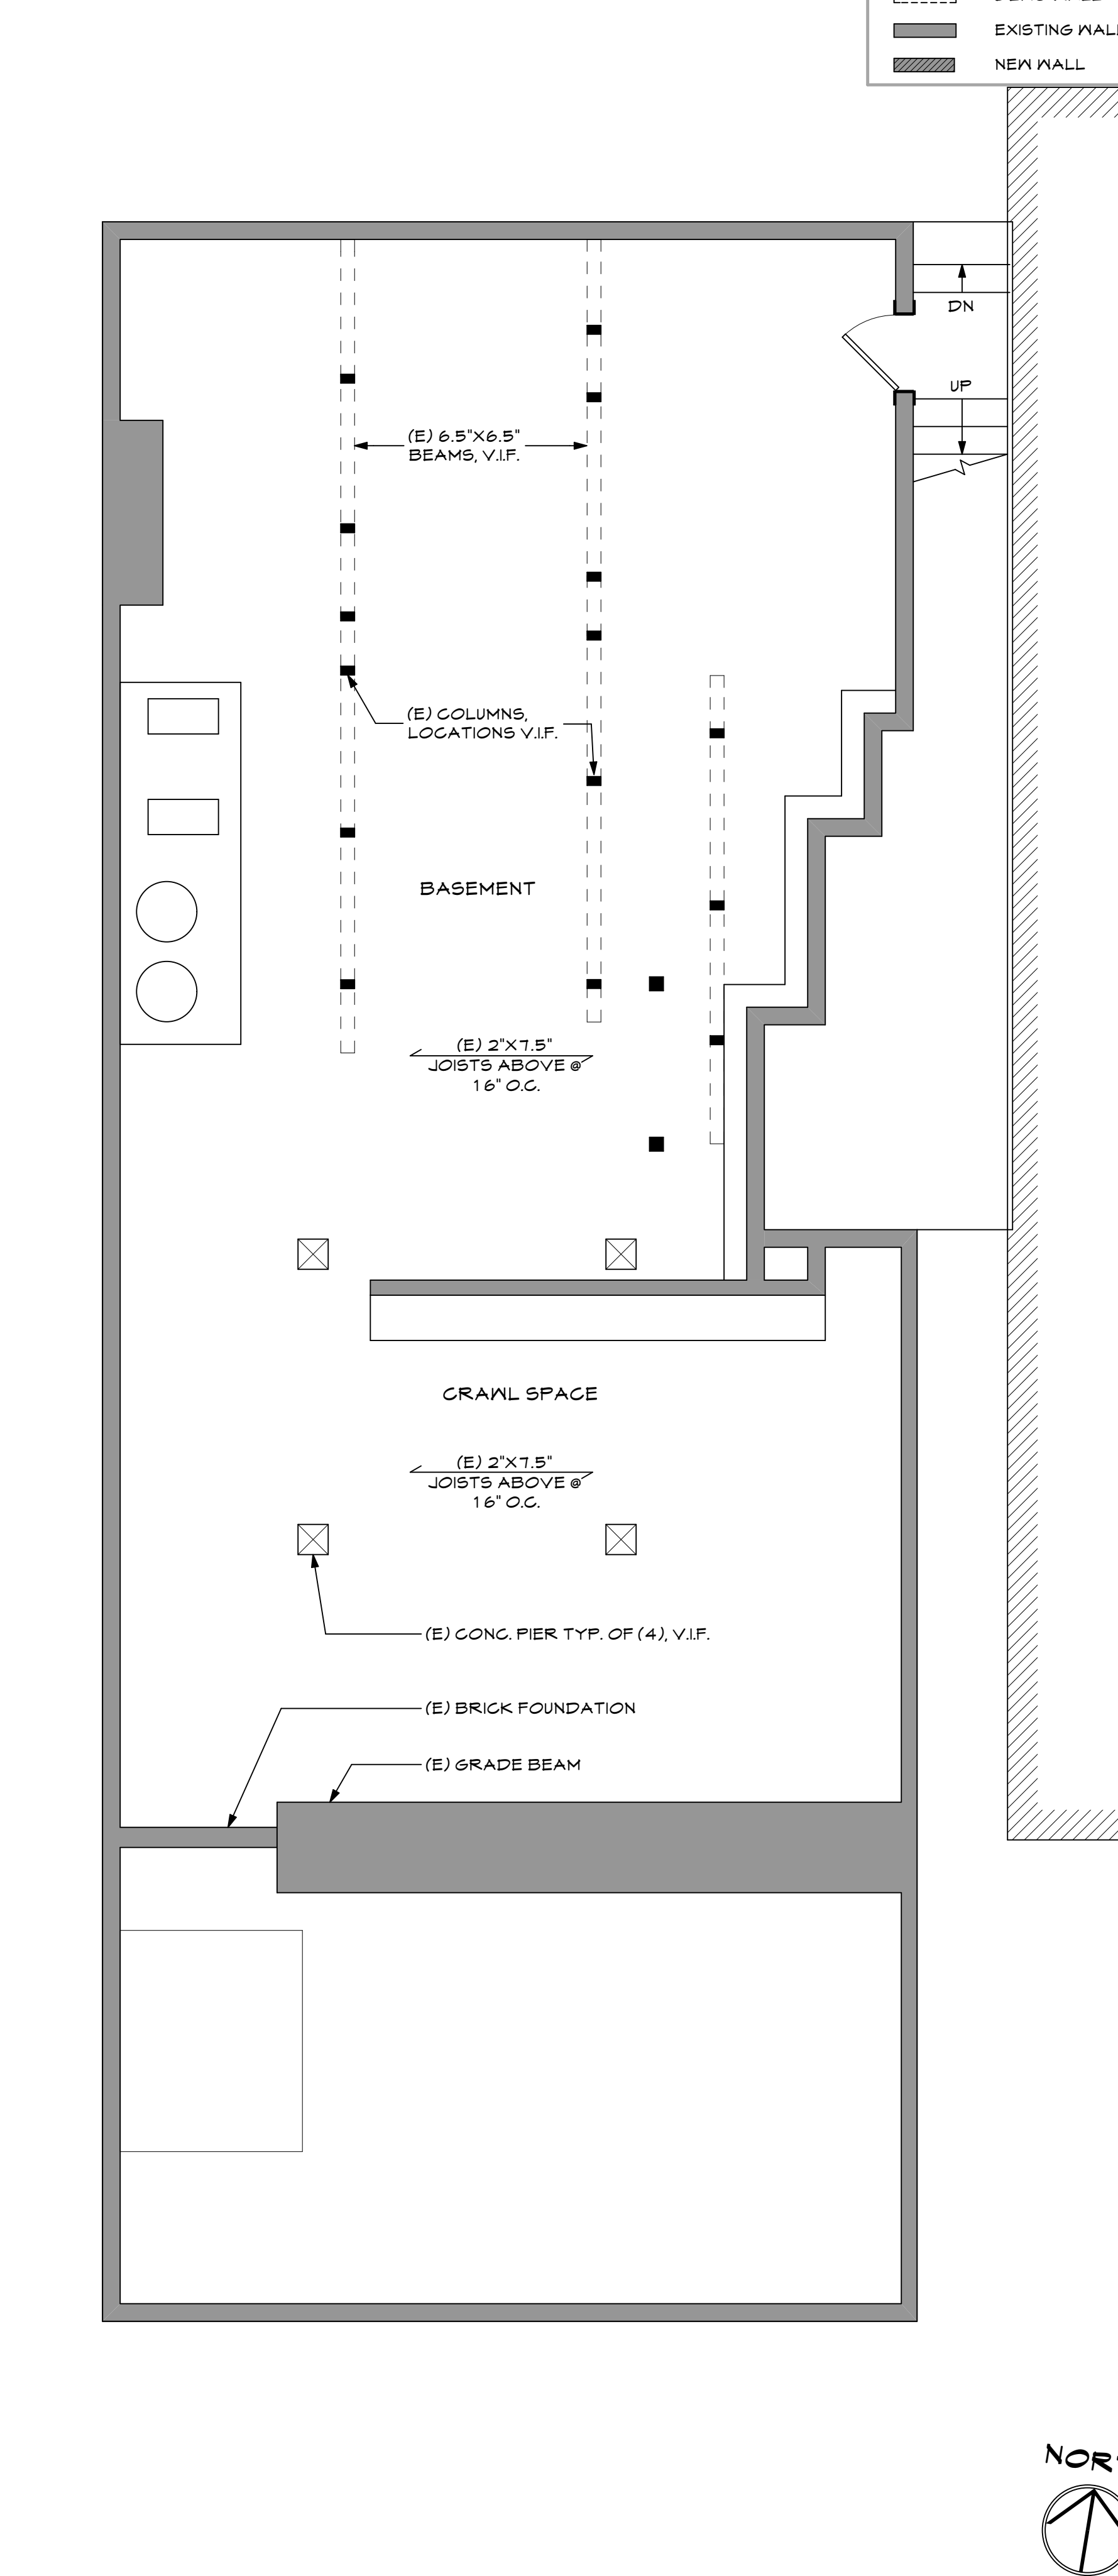 EXISTING
NEW WALL
DN
UP
(E) 6.5"X6.5"
BEAMS, V.I.F.
(E) COLUMNS,
LOCATIONS V.I.F.
BASEMENT
(E) 2"X7.5"
JOISTS ABOVE @
16" O.C.
CRAWL SPACE
(E) 2"X7.5"
JOISTS ABOVE @
16" O.C.
(E) CONC. PIER TYP. OF (4), V.I.F.
(E) BRICK FOUNDATION
(E) GRADE BEAM